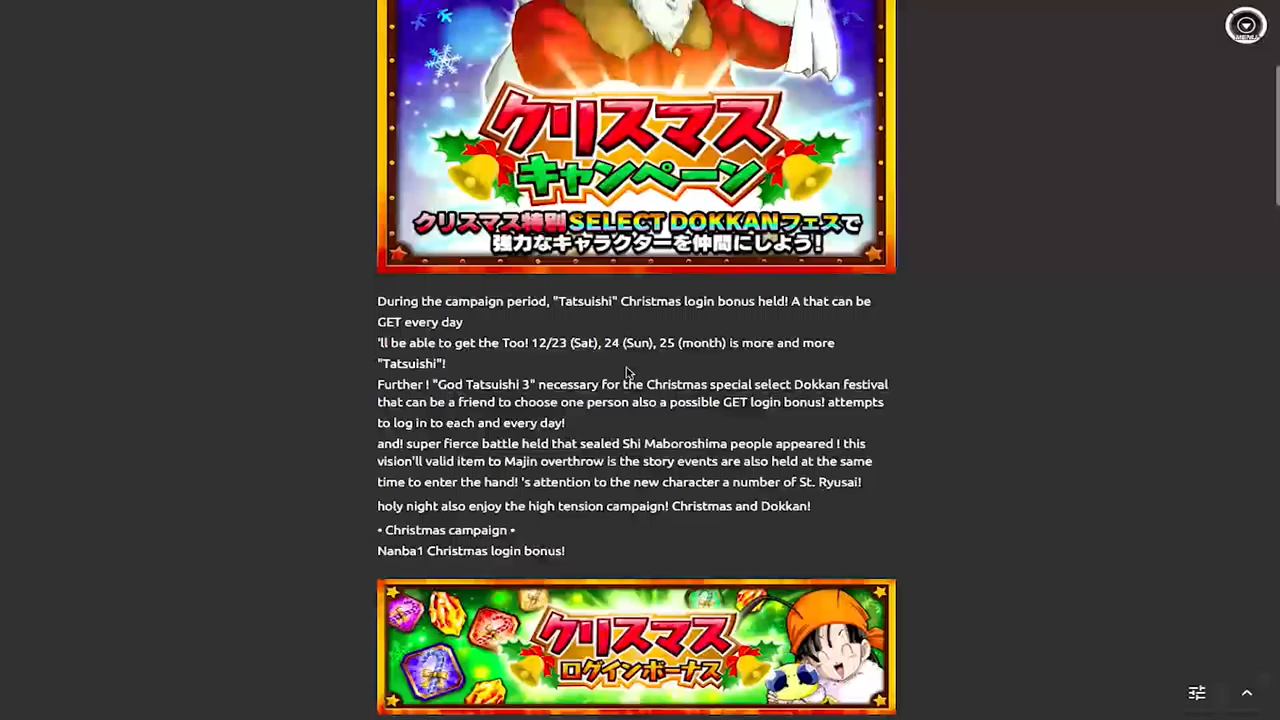 MENU
クリスマス
キャンペーン
クリスマス特別SELECT DOKKANフェスで
強力なキャラクターを仲間にしよう!
During the campaign period, "Tatsuishi" Christmas login bonus held! A that can be
GET every day
'll be able to get the Too! 12/23 (Sat), 24 (Sun), 25 (month) is more and more
"Tatsuishi"!
Further ! "God Tatsuishi 3" necessary for the Christmas special select Dokkan festival
that can be a friend to choose one person also a possible GET login bonus! attempts
to log in to each and every day!
and! super fierce battle held that sealed Shi Maboroshima people appeared ! this
vision'll valid item to Majin overthrow is the story events are also held at the same
time to enter the hand! 's attention to the new character a number of St. Ryusai!
holy night also enjoy the high tension campaign! Christmas and Dokkan!
• Christmas campaign •
Nanba1 Christmas login bonus!
クリスマス
ログインボーナス